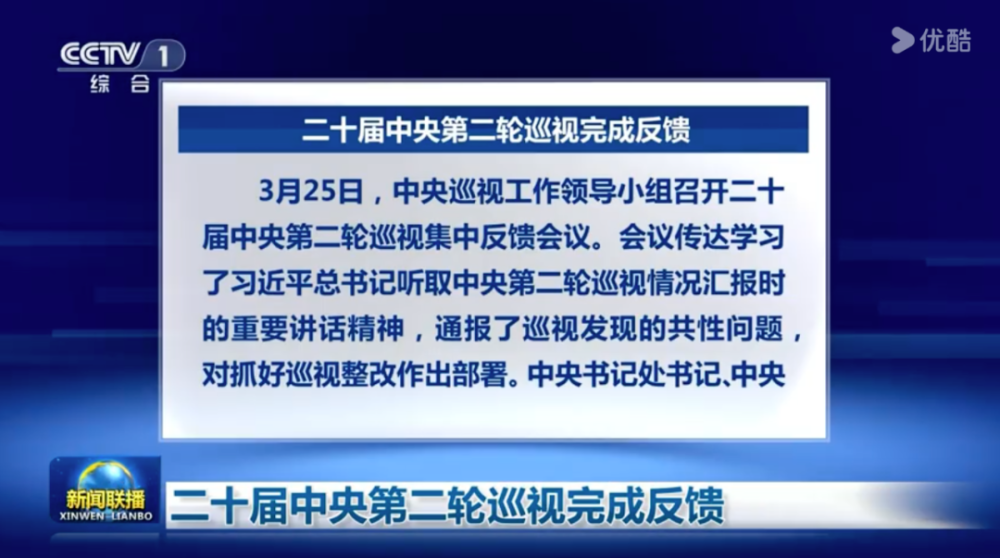 CCTV 1
综合
优酷
二十届中央第二轮巡视完成反馈
3月25日，中央巡视工作领导小组召开二十
届中央第二轮巡视集中反馈会议。会议传达学习
了习近平总书记听取中央第二轮巡视情况汇报时
的重要讲话精神，通报了巡视发现的共性问题，
对抓好巡视整改作出部署。中央书记处书记、中央
新闻联播
XINWEN LIANBO
二十届中央第二轮巡视完成反馈